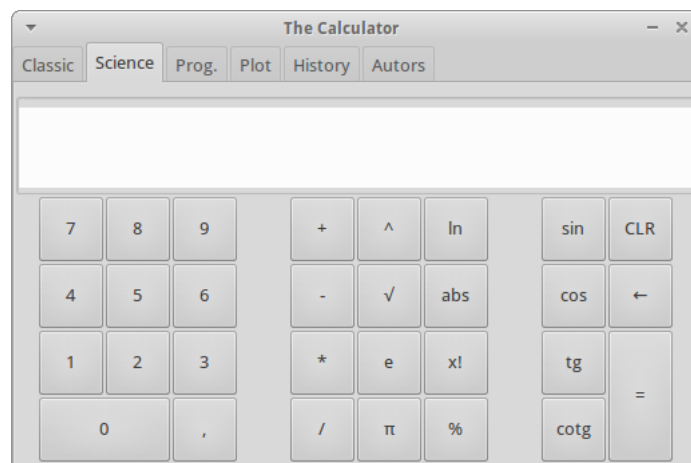 The Calculator
Classic Science Prog. Plot History Autors
7 8 9 + ^ ln sin CLR
4 5 6 - √ abs cos ←
1 2 3 * e x! tg
=
0 , / π % cotg